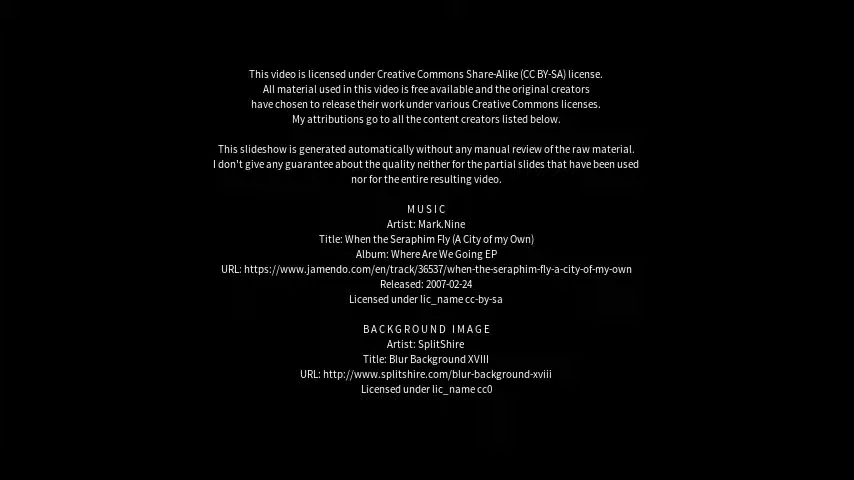 This video is licensed under Creative Commons Share-Alike (CC BY-SA) license.
All material used in this video is free available and the original creators
have chosen to release their work under various Creative Commons licenses.
My attributions go to all the content creators listed below.
This slideshow is generated automatically without any manual review of the raw material.
I don't give any guarantee about the quality neither for the partial slides that have been used
nor for the entire resulting video.
MUSIC
Artist: Mark.Nine
Title: When the Seraphim Fly (A City of my Own)
Album: Where Are We Going EP
URL: https://www.jamendo.com/en/track/36537/when-the-seraphim-fly-a-city-of-my-own
Released: 2007-02-24
Licensed under lic_name cc-by-sa
BACKGROUND IMAGE
Artist: SplitShire
Title: Blur Background XVIII
URL: http://www.splitshire.com/blur-background-xviii
Licensed under lic_name cc0